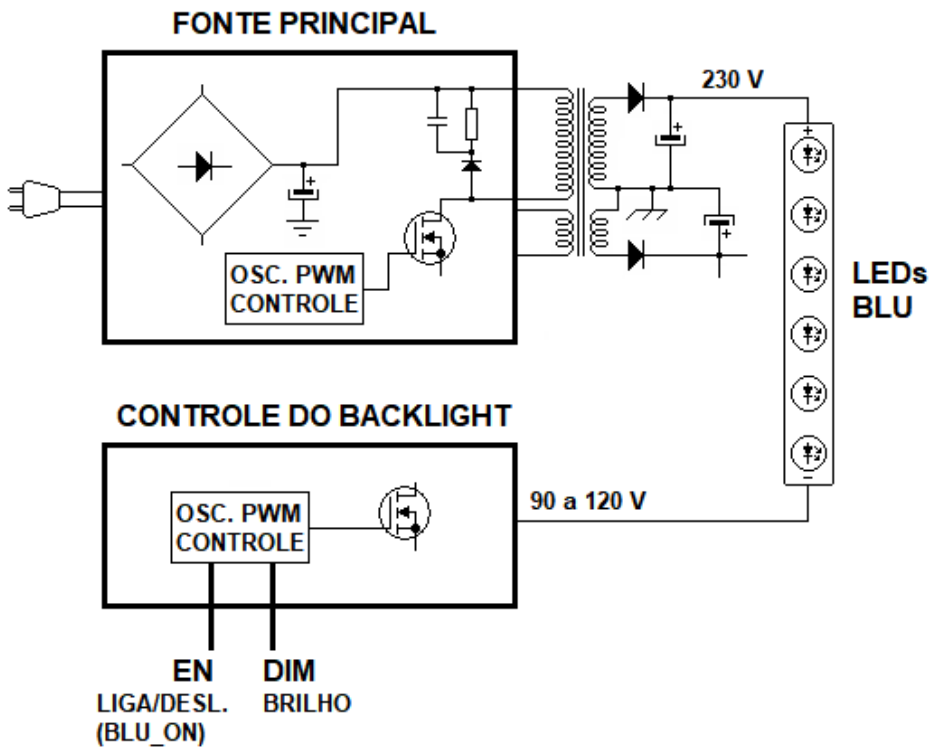 FONTE PRINCIPAL
230 V
+
+
+
+
OSC. PWM
CONTROLE
LEDs
BLU
-
CONTROLE DO BACKLIGHT
90 a 120 V
OSC. PWM
CONTROLE
EN
DIM
LIGA/DESL.
BRILHO
(BLU_ON)